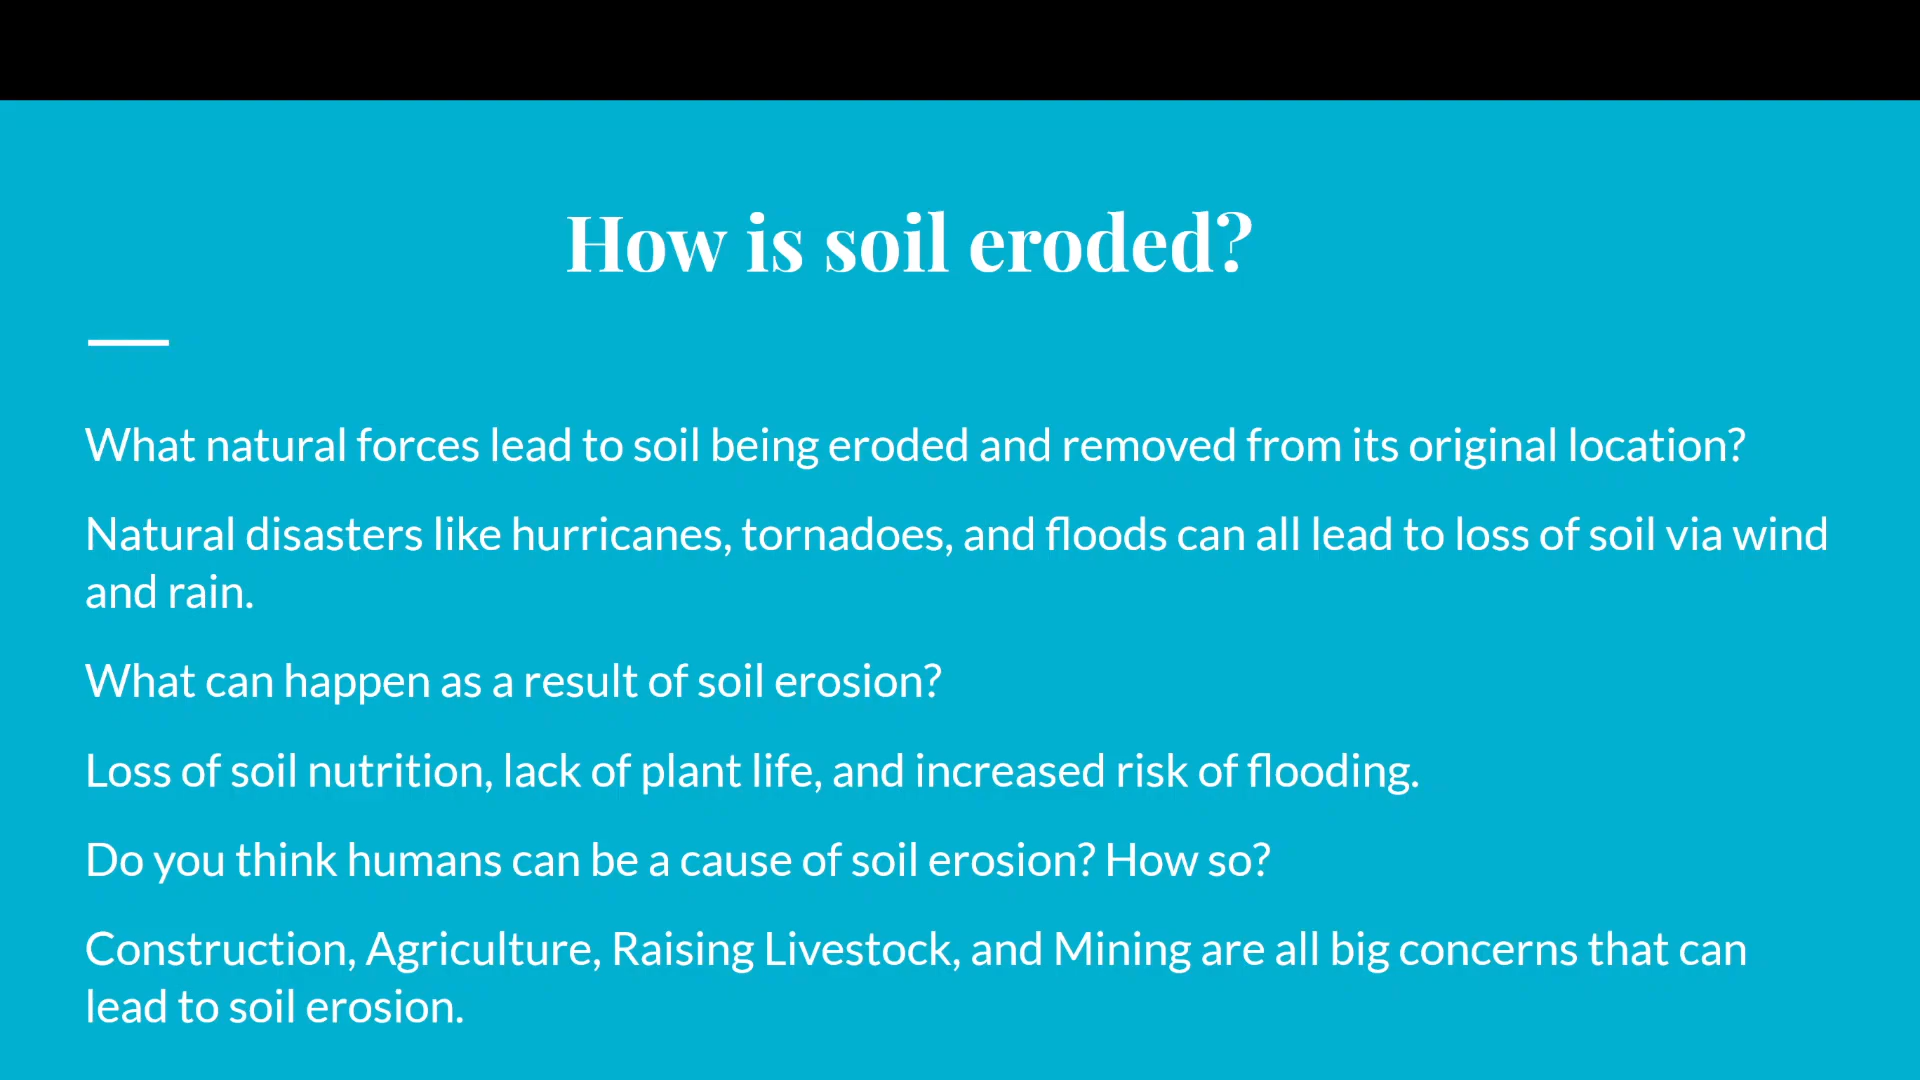 How is soil eroded?
What natural forces lead to soil being eroded and removed from its original location?
Natural disasters like hurricanes, tornadoes, and floods can all lead to loss of soil via wind
and rain.
What can happen as a result of soil erosion?
Loss of soil nutrition, lack of plant life, and increased risk of flooding.
Do you think humans can be a cause of soil erosion? How so?
Construction, Agriculture, Raising Livestock, and Mining are all big concerns that can
lead to soil erosion.